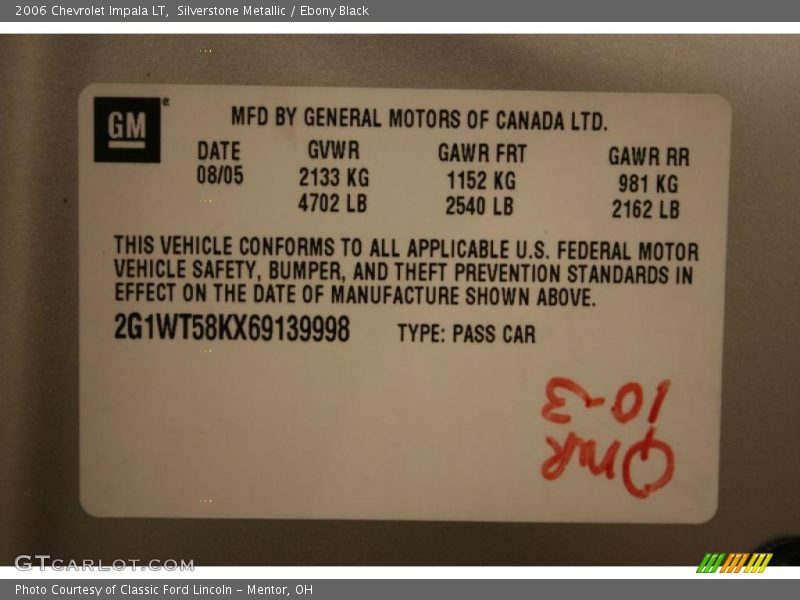 2006 Chevrolet Impala LT, Silverstone Metallic / Ebony Black
GM®
MFD BY GENERAL MOTORS OF CANADA LTD.
DATE GVWR GAWR FRT GAWR RR
08/05 2133 KG 1152 KG 981 KG
4702 LB 2540 LB 2162 LB
THIS VEHICLE CONFORMS TO ALL APPLICABLE U.S. FEDERAL MOTOR
VEHICLE SAFETY, BUMPER, AND THEFT PREVENTION STANDARDS IN
EFFECT ON THE DATE OF MANUFACTURE SHOWN ABOVE.
2G1WT58KX69139998 TYPE: PASS CAR
10-3
GTCARLOT.COM
Photo Courtesy of Classic Ford Lincoln - Mentor, OH